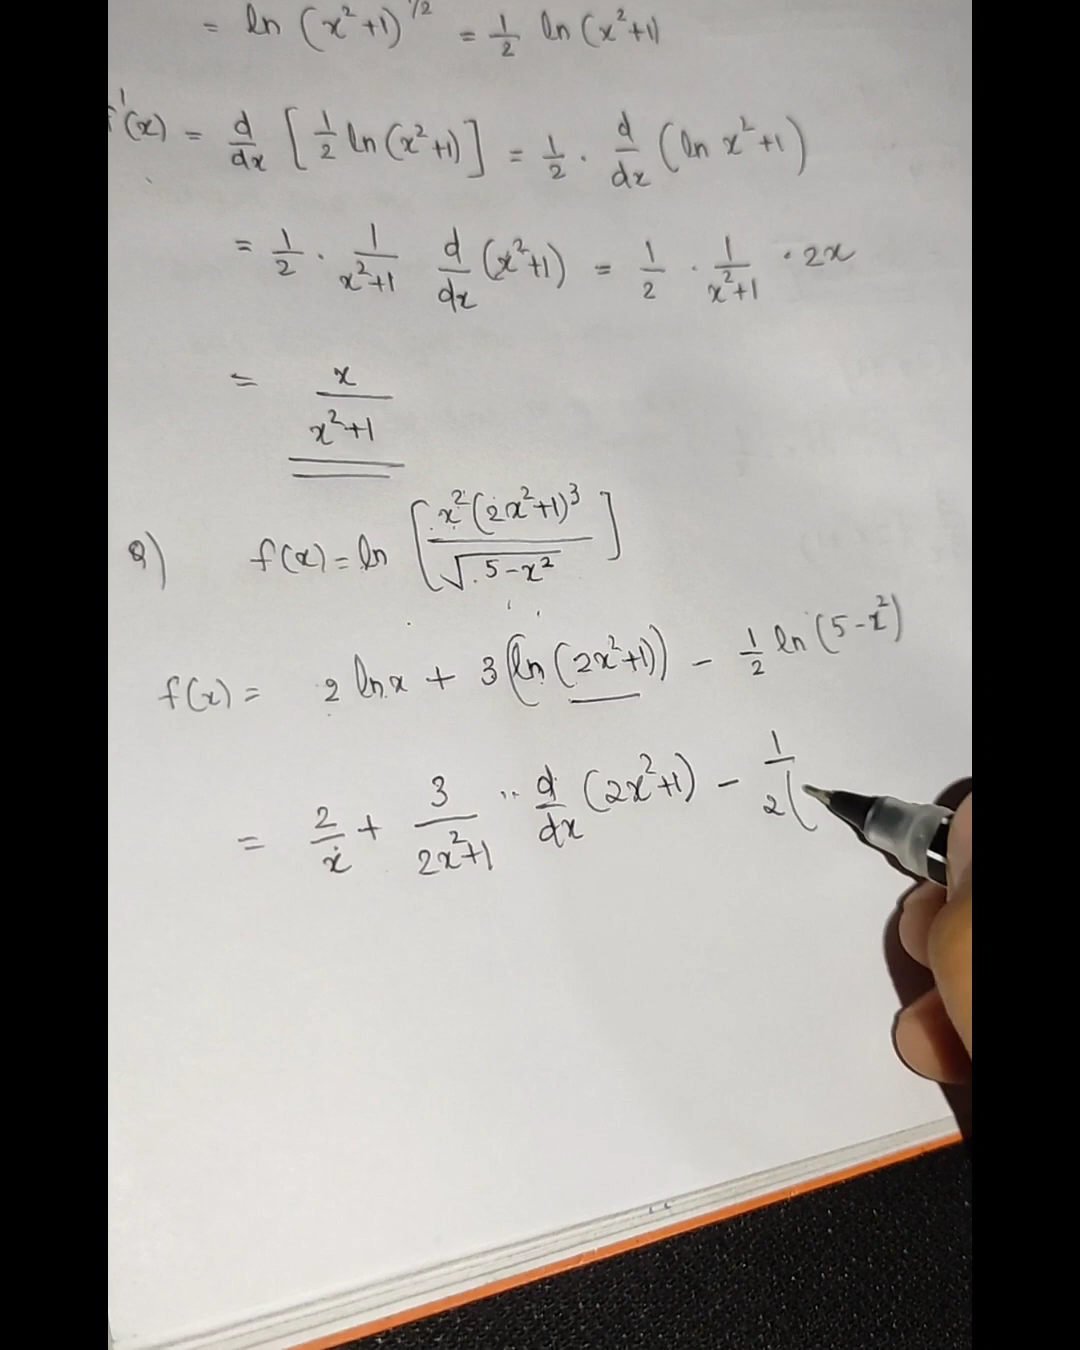 = ln (x²+1)^1/2 = 1/2 ln (x²+1)
f'(x) = d/dx [1/2 ln (x²+1)] = 1/2 · d/dx (ln x²+1)
= 1/2 · 1/x²+1 d/dx (x²+1) = 1/2 · 1/x²+1 · 2x
= x/x²+1
Q) f(x) = ln [x²(2x²+1)³/√5-x²]
f(x) = 2 ln x + 3 (ln (2x²+1)) - 1/2 ln (5-x²)
= 2/x + 3/2x²+1 · d/dx (2x²+1) - 1/2(